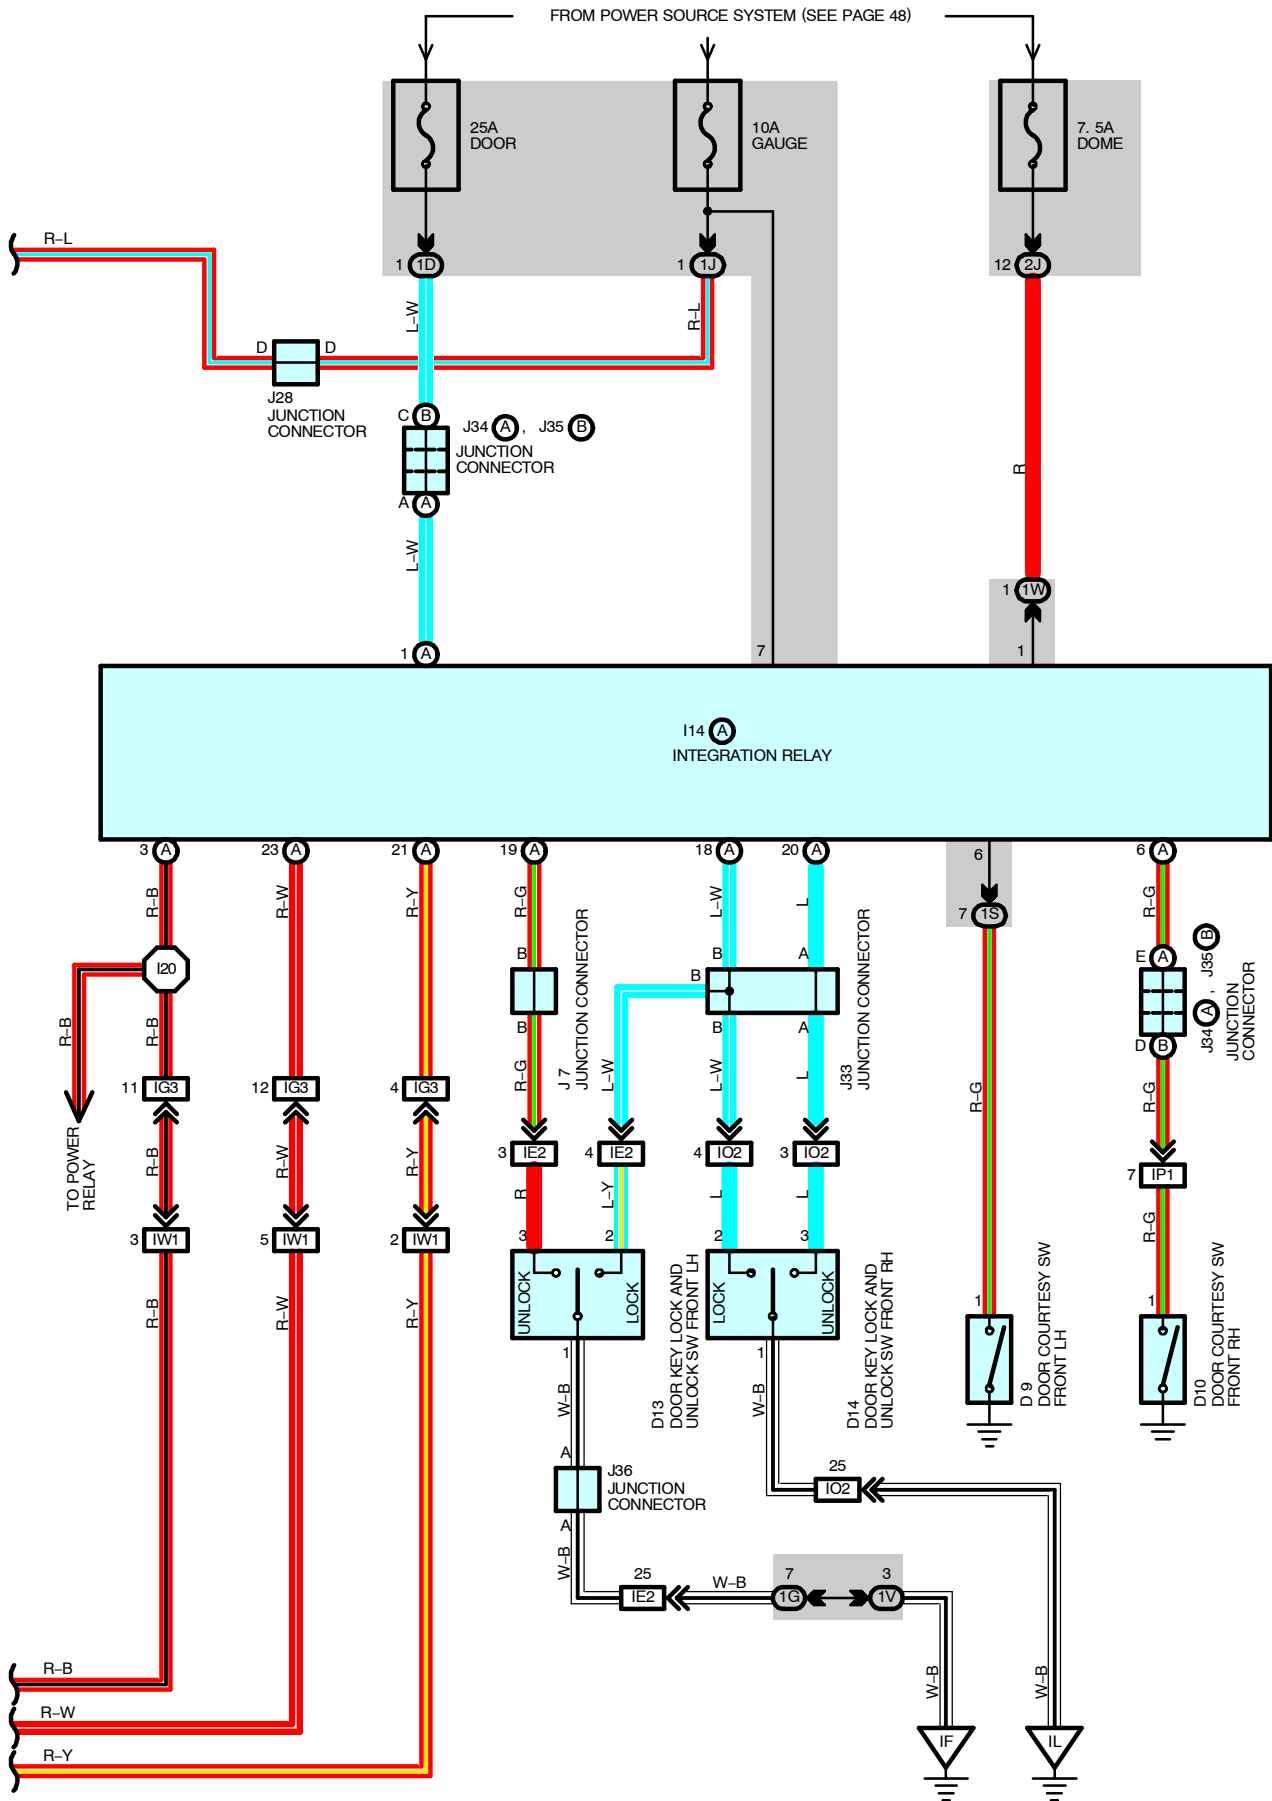 FROM POWER SOURCE SYSTEM (SEE PAGE 48)
25A
DOOR
10A
GAUGE
7. 5A
DOME
R–L
1 1D
1 1J
12 2J
L–W
R–L
D D
J28
JUNCTION
CONNECTOR
C B
J34 A , J35 B
JUNCTION
CONNECTOR
A A
R
L–W
1 1W
1 A
7
1
I14 A
INTEGRATION RELAY
3 A
23 A
21 A
19 A
18 A
20 A
6
6 A
R–B
R–W
R–Y
R–G
L–W
L
7 1S
R–G
I20
B
B
B
A
E A
J34 A , J35 B
JUNCTION
CONNECTOR
R–B
R–B
B
B
A
D B
J 7
JUNCTION CONNECTOR
J33
JUNCTION CONNECTOR
R–G
L–W
L–W
L
R–G
R–G
11 IG3
12 IG3
4 IG3
TO POWER
RELAY
R–B
R–W
R–Y
3 IE2
4 IE2
4 IO2
3 IO2
7 IP1
R
L–Y
L
L
R–G
3 IW1
5 IW1
2 IW1
3
2
2
3
UNLOCK
LOCK
LOCK
UNLOCK
R–B
R–W
R–Y
1
1
1
1
D13
DOOR KEY LOCK AND
UNLOCK SW FRONT LH
D14
DOOR KEY LOCK AND
UNLOCK SW FRONT RH
D 9
DOOR COURTESY SW
FRONT LH
D10
DOOR COURTESY SW
FRONT RH
W–B
W–B
A
J36
JUNCTION
CONNECTOR
A
25
IO2
W–B
25
IE2
W–B
7
1G
3
1V
W–B
W–B
R–B
R–W
R–Y
IF
IL